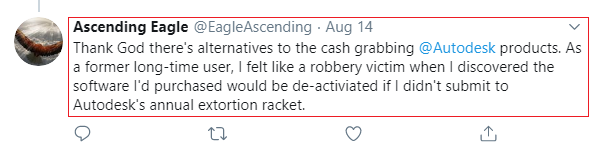 Ascending Eagle @EagleAscending · Aug 14
Thank God there's alternatives to the cash grabbing @Autodesk products. As
a former long-time user, I felt like a robbery victim when I discovered the
software I'd purchased would be de-activiated if I didn't submit to
Autodesk's annual extortion racket.